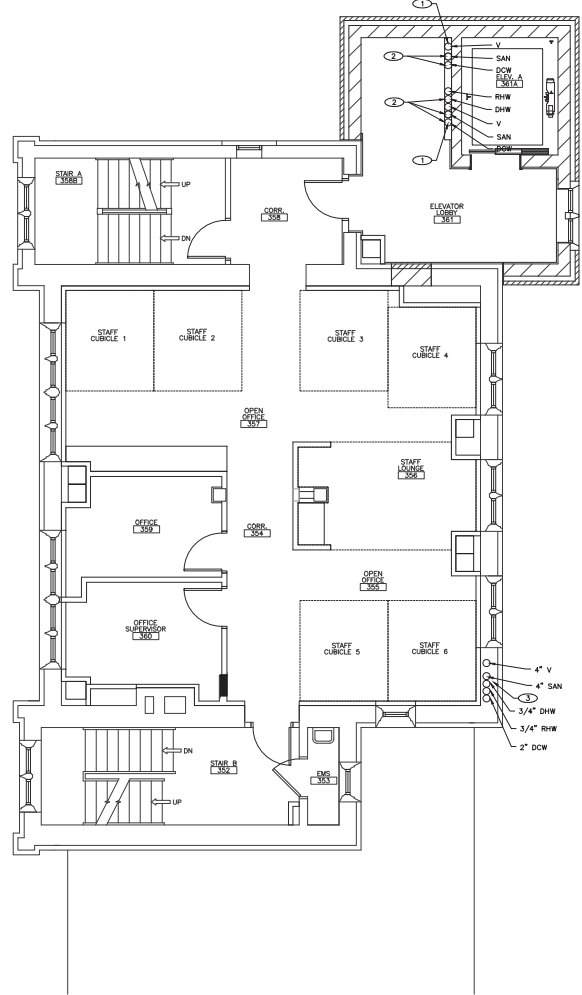 1
V
2
SAN
DCW
ELEV. A
361A
RHW
2
DHW
V
SAN
DCW
1
STAIR A
358B
UP
DN
CORR.
358
ELEVATOR
LOBBY
361
STAFF
CUBICLE 1
STAFF
CUBICLE 2
STAFF
CUBICLE 3
STAFF
CUBICLE 4
OPEN
OFFICE
357
STAFF
LOUNGE
356
OFFICE
359
CORR.
354
OPEN
OFFICE
355
OFFICE
SUPERVISOR
360
STAFF
CUBICLE 5
STAFF
CUBICLE 6
4" V
4" SAN
3
3/4" DHW
3/4" RHW
2" DCW
DN
UP
STAIR B
352
EMS
353